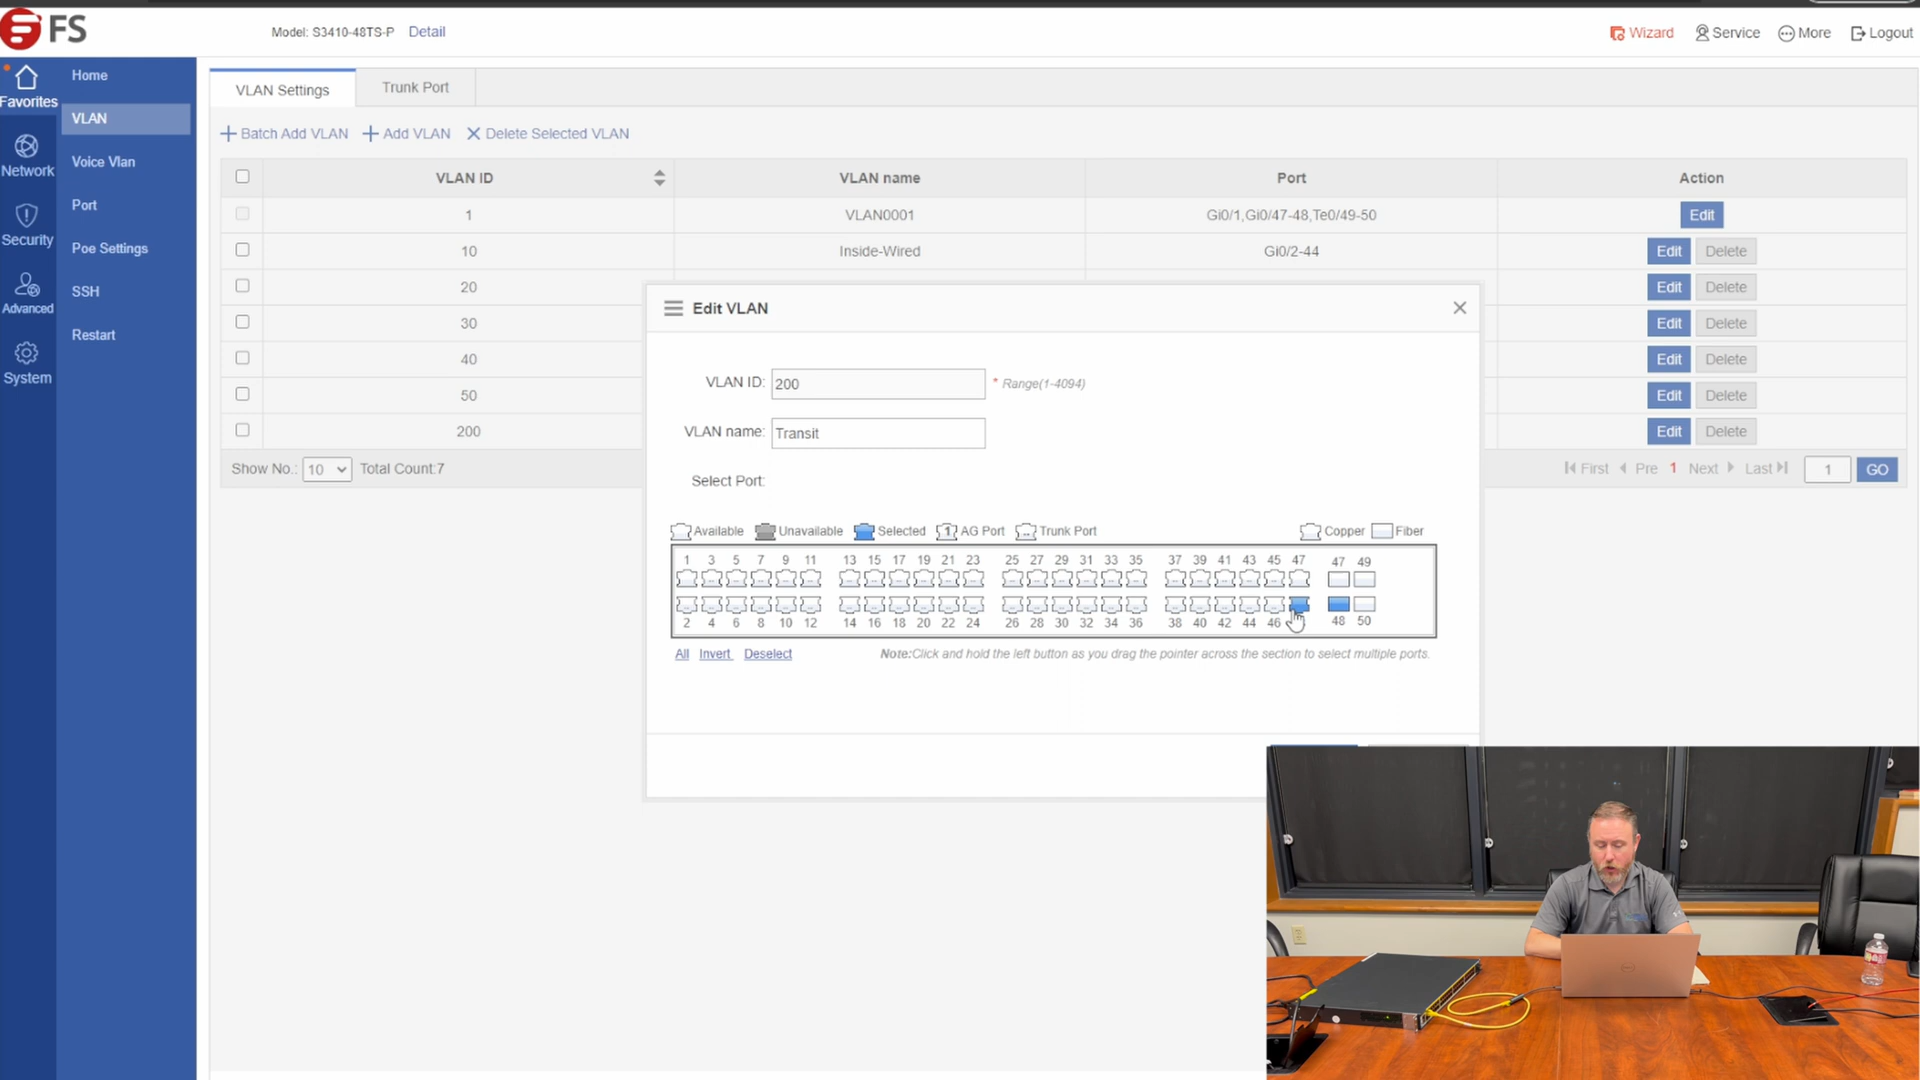 FS
Model: S3410-48TS-P Detail
Wizard Service More Logout
Favorites
Network
Security
Advanced
System
Home
VLAN
Voice Vlan
Port
Poe Settings
SSH
Restart
VLAN Settings Trunk Port
Batch Add VLAN Add VLAN Delete Selected VLAN
VLAN ID VLAN name Port Action
1 VLAN0001 Gi0/1,Gi0/47-48,Te0/49-50 Edit
10 Inside-Wired Gi0/2-44 Edit Delete
20 Edit Delete
30 Edit Delete
40 Edit Delete
50 Edit Delete
200 Edit Delete
Show No.: 10 Total Count:7 First Pre 1 Next Last 1 GO
Edit VLAN
VLAN ID: 200 * Range(1-4094)
VLAN name: Transit
Select Port:
Available Unavailable Selected 1 AG Port Trunk Port Copper Fiber
1 3 5 7 9 11 13 15 17 19 21 23 25 27 29 31 33 35 37 39 41 43 45 47 47 49
2 4 6 8 10 12 14 16 18 20 22 24 26 28 30 32 34 36 38 40 42 44 46 48 50
All Invert Deselect Note:Click and hold the left button as you drag the pointer across the section to select multiple ports.